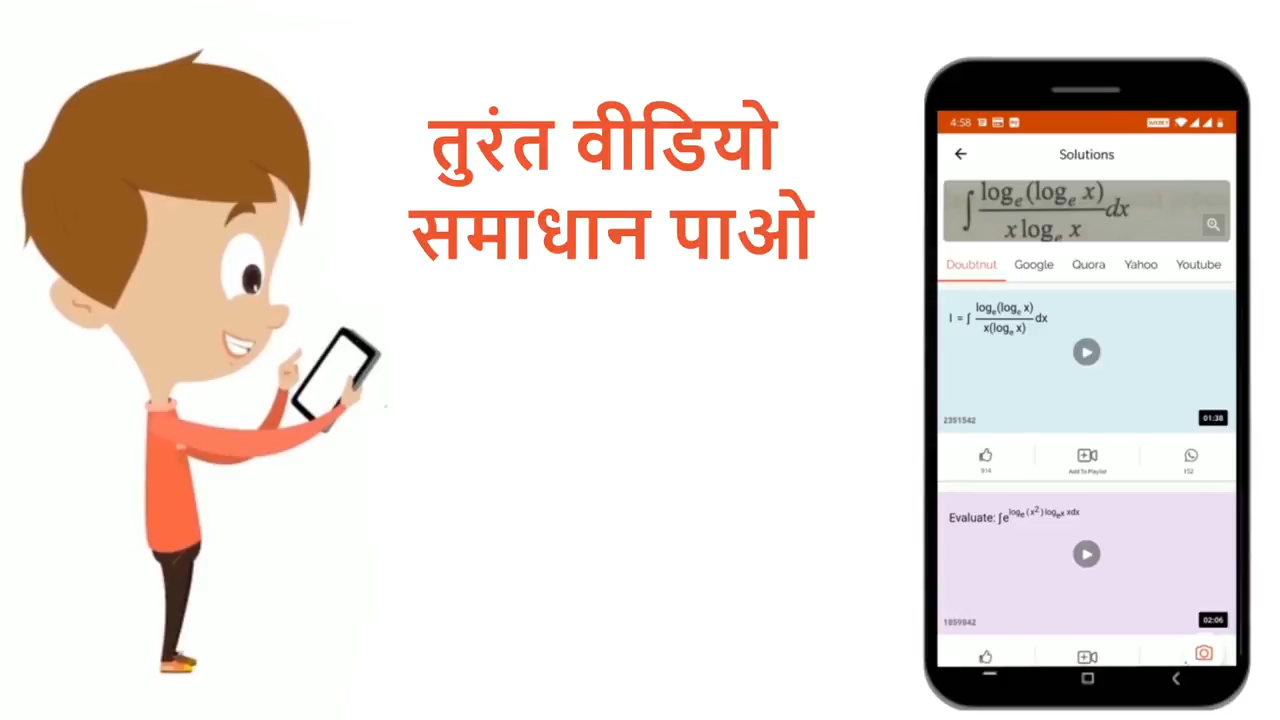 तुरंत वीडियो
समाधान पाओ
4:58
Solutions
∫ logₑ(logₑ x) / x logₑ x dx
Doubtnut Google Quora Yahoo Youtube
I = ∫ logₑ(logₑ x) / x(logₑ x) dx
2351542 01:38
914 Add To Playlist 152
Evaluate: ∫e^logₑ(x²) logₑx xdx
1859842 02:06